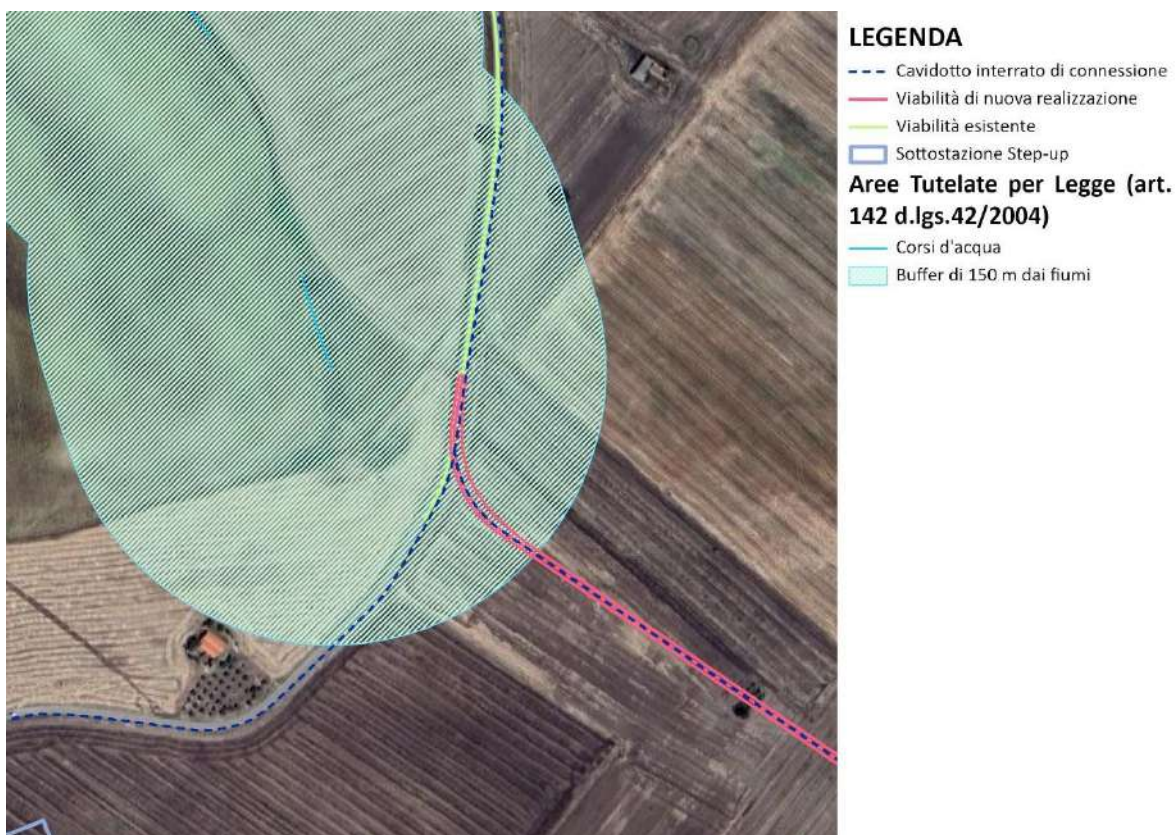 LEGENDA
Cavidotto interrato di connessione
Viabilità di nuova realizzazione
Viabilità esistente
Sottostazione Step-up
Aree Tutelate per Legge (art.
142 d.lgs.42/2004)
Corsi d'acqua
Buffer di 150 m dai fiumi